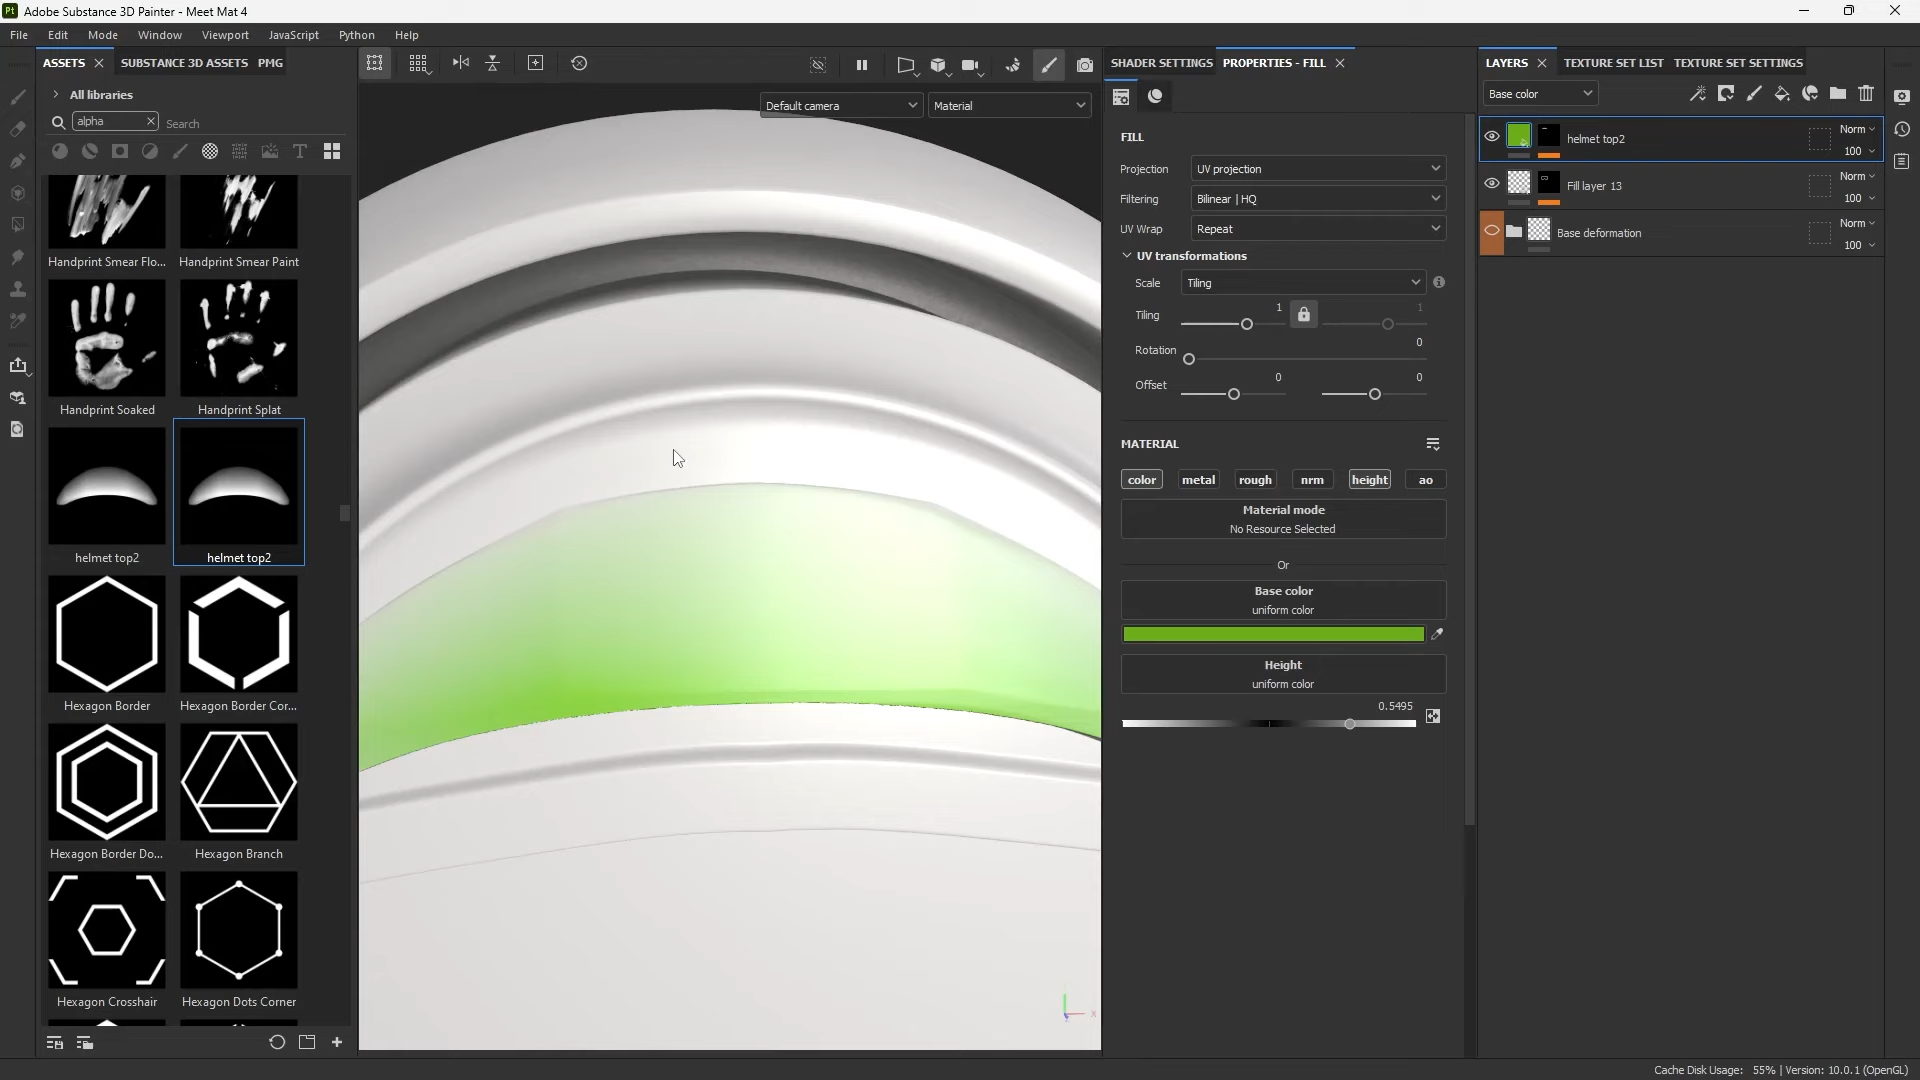 Pt Adobe Substance 3D Painter - Meet Mat 4
File Edit Mode Window Viewport JavaScript Python Help
ASSETS SUBSTANCE 3D ASSETS PMG
All libraries
alpha Search
Handprint Smear Flo... Handprint Smear Paint
Handprint Soaked Handprint Splat
helmet top2 helmet top2
Hexagon Border Hexagon Border Cor...
Hexagon Border Do... Hexagon Branch
Hexagon Crosshair Hexagon Dots Corner
Default camera Material
X
SHADER SETTINGS PROPERTIES - FILL
FILL
Projection UV projection
Filtering Bilinear | HQ
UV Wrap Repeat
UV transformations
Scale Tiling
Tiling 1 1
Rotation 0
Offset 0 0
MATERIAL
color metal rough nrm height ao
Material mode
No Resource Selected
Or
Base color
uniform color
Height
uniform color
0.5495
LAYERS TEXTURE SET LIST TEXTURE SET SETTINGS
Base color
helmet top2 Norm
100
Fill layer 13 Norm
100
Base deformation Norm
100
Cache Disk Usage: 55% | Version: 10.0.1 (OpenGL)